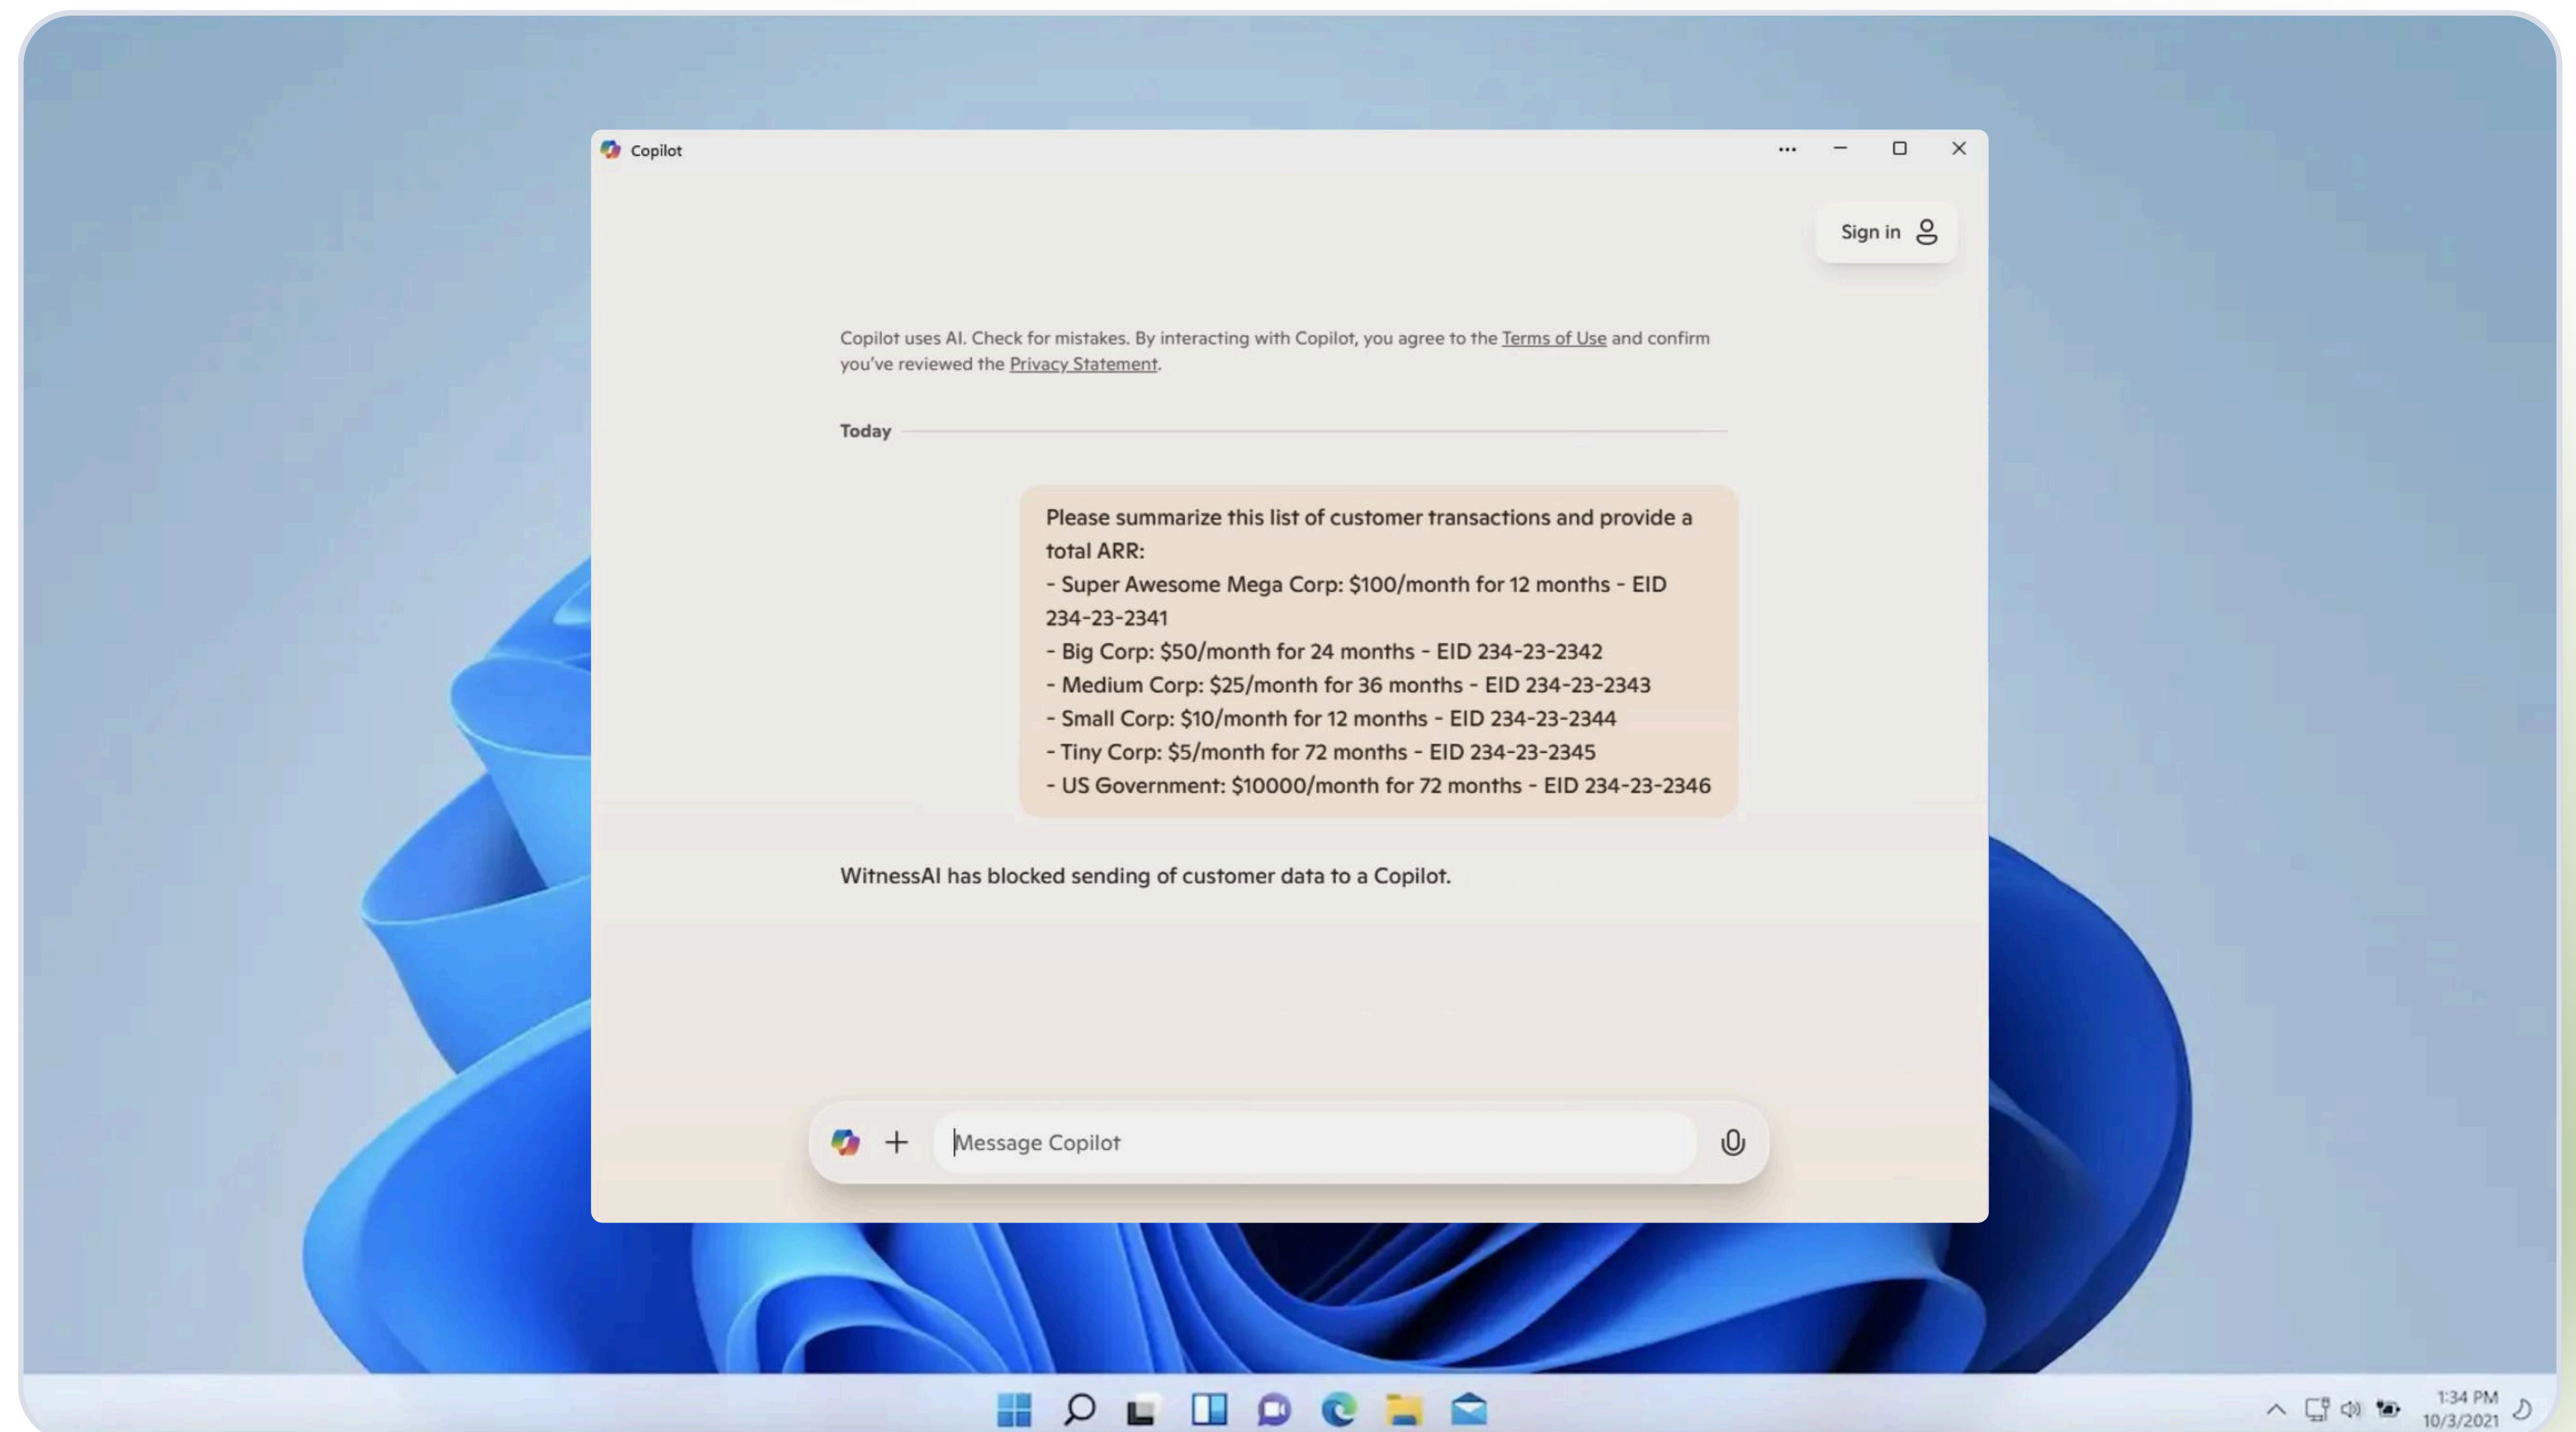 Copilot
Sign in
Copilot uses AI. Check for mistakes. By interacting with Copilot, you agree to the Terms of Use and confirm
you've reviewed the Privacy Statement.
Today
Please summarize this list of customer transactions and provide a
total ARR:
- Super Awesome Mega Corp: $100/month for 12 months - EID
234-23-2341
- Big Corp: $50/month for 24 months - EID 234-23-2342
- Medium Corp: $25/month for 36 months - EID 234-23-2343
- Small Corp: $10/month for 12 months - EID 234-23-2344
- Tiny Corp: $5/month for 72 months - EID 234-23-2345
- US Government: $10000/month for 72 months - EID 234-23-2346
WitnessAI has blocked sending of customer data to a Copilot.
Message Copilot
1:34 PM
10/3/2021